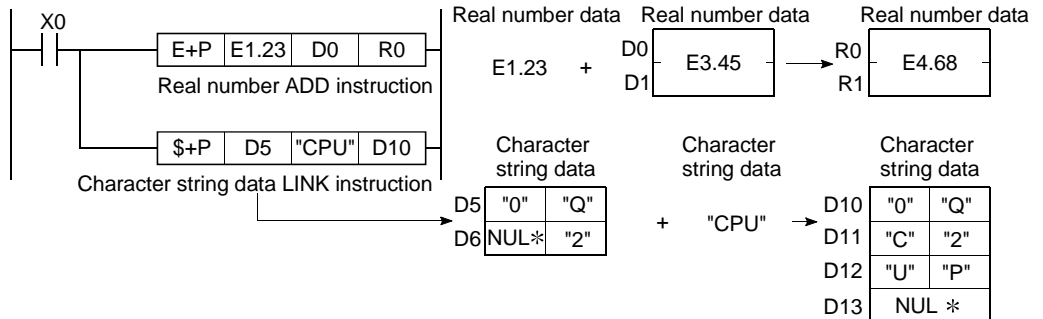 X0
E+P E1.23 D0 R0
Real number ADD instruction
Real number data Real number data Real number data
E1.23 + D0 D1 E3.45 R0 R1 E4.68
$+P D5 "CPU" D10
Character string data LINK instruction
Character string data Character string data Character string data
D5 "0" "Q" + "CPU" D10 "0" "Q"
D6 NUL* "2" D11 "C" "2"
D12 "U" "P"
D13 NUL *